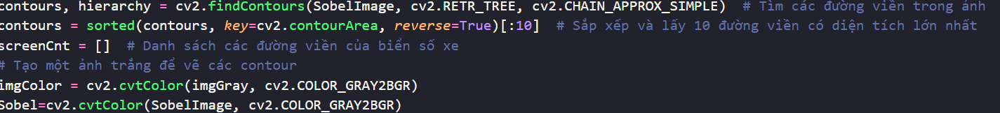 contours, hierarchy = cv2.findContours(SobelImage, cv2.RETR_TREE, cv2.CHAIN_APPROX_SIMPLE)  # Tìm các đường viền trong ảnh
contours = sorted(contours, key=cv2.contourArea, reverse=True)[:10]  # Sắp xếp và lấy 10 đường viền có diện tích lớn nhất
screenCnt = []  # Danh sách các đường viền của biển số xe
# Tạo một ảnh trắng để vẽ các contour
imgColor = cv2.cvtColor(imgGray, cv2.COLOR_GRAY2BGR)
Sobel=cv2.cvtColor(SobelImage, cv2.COLOR_GRAY2BGR)